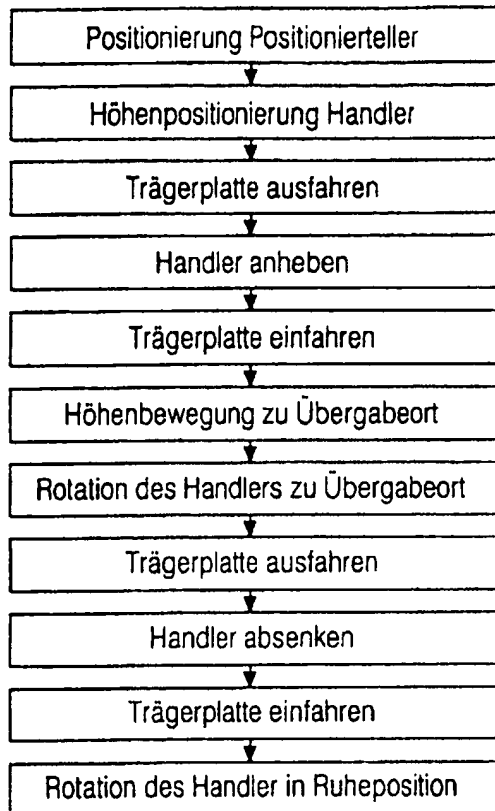 Positionierung Positionierteller
Höhenpositionierung Handler
Trägerplatte ausfahren
Handler anheben
Trägerplatte einfahren
Höhenbewegung zu Übergabeort
Rotation des Handlers zu Übergabeort
Trägerplatte ausfahren
Handler absenken
Trägerplatte einfahren
Rotation des Handler in Ruheposition